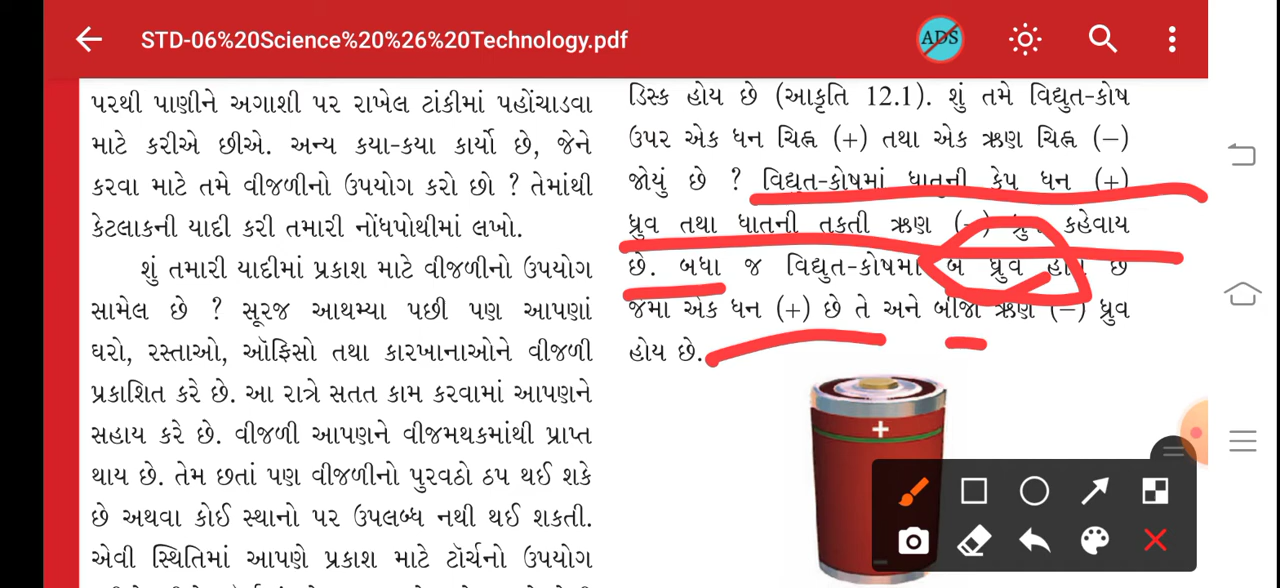 STD-06%20Science%20%26%20Technology.pdf
ADS
પરથી પાણીને અગાશી પર રાખેલ ટાંકીમાં પહોંચાડવા
માટે કરીએ છીએ. અન્ય કયા-કયા કાર્યો છે, જેને
કરવા માટે તમે વીજળીનો ઉપયોગ કરો છો ? તેમાંથી
કેટલાકની યાદી કરી તમારી નોંધપોથીમાં લખો.
શું તમારી યાદીમાં પ્રકાશ માટે વીજળીનો ઉપયોગ
સામેલ છે ? સૂરજ આથમ્યા પછી પણ આપણાં
ઘરો, રસ્તાઓ, ઑફિસો તથા કારખાનાઓને વીજળી
પ્રકાશિત કરે છે. આ રાત્રે સતત કામ કરવામાં આપણને
સહાય કરે છે. વીજળી આપણને વીજમથકમાંથી પ્રાપ્ત
થાય છે. તેમ છતાં પણ વીજળીનો પુરવઠો ઠપ થઈ શકે
છે અથવા કોઈ સ્થાનો પર ઉપલબ્ધ નથી થઈ શકતી.
એવી સ્થિતિમાં આપણે પ્રકાશ માટે ટૉર્ચનો ઉપયોગ
ડિસ્ક હોય છે (આકૃતિ 12.1). શું તમે વિદ્યુત-કોષ
ઉપર એક ધન ચિહ્ન (+) તથા એક ઋણ ચિહ્ન (−)
જોયું છે ? વિદ્યુત-કોષમાં ધાતુની કેપ ધન (+)
ધ્રુવ તથા ધાતુની તકતી ઋણ (−) ધ્રુવ કહેવાય
છે. બધા જ વિદ્યુત-કોષમાં બે ધ્રુવ હોય છે
જેમાં એક ધન (+) છે તે અને બીજો ઋણ (−) ધ્રુવ
હોય છે.
+